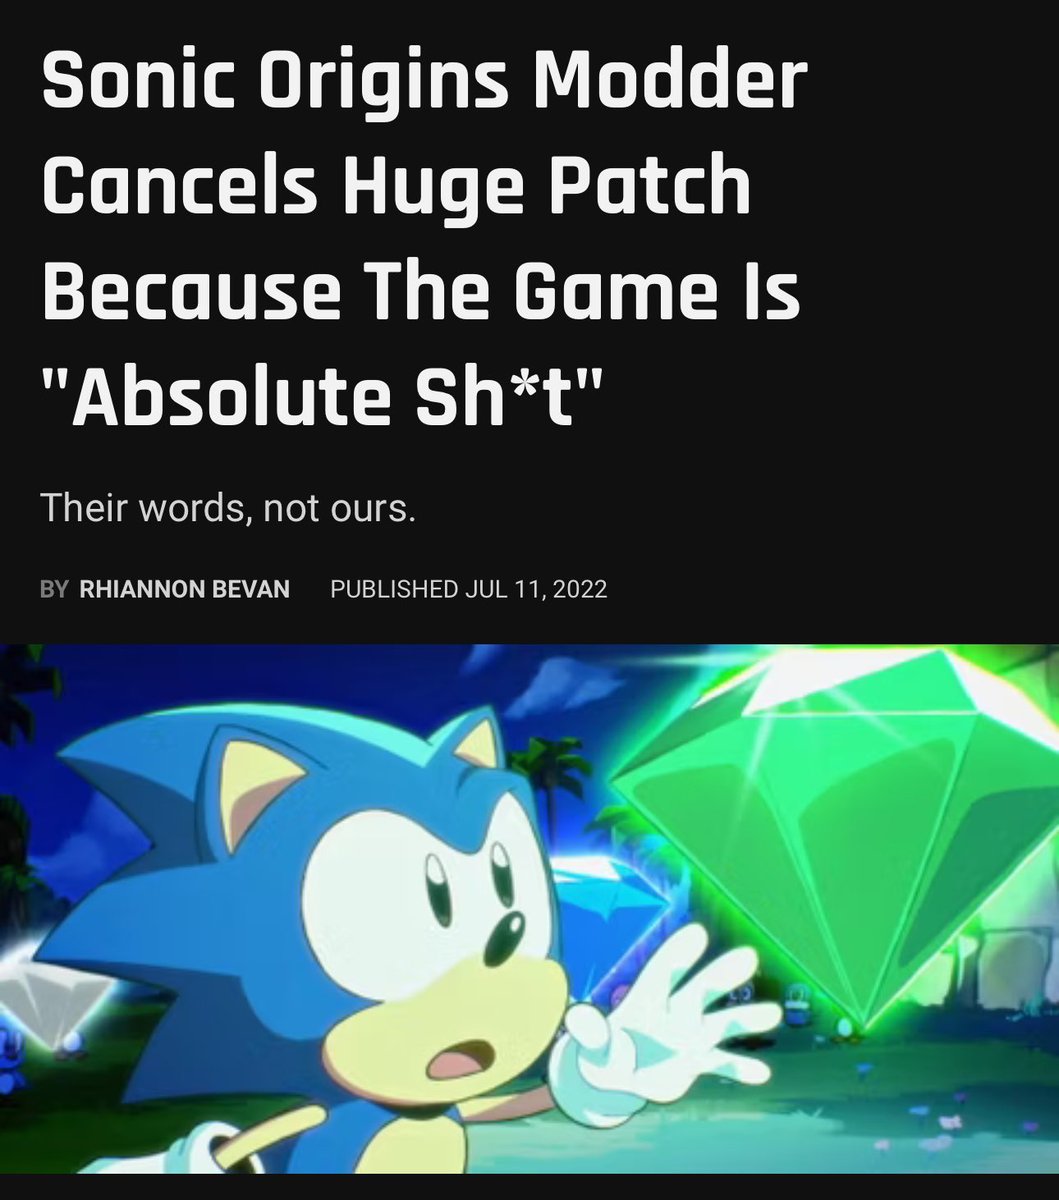 Sonic Origins Modder
Cancels Huge Patch
Because The Game Is
"Absolute Sh*t"
Their words, not ours.
BY RHIANNON BEVAN PUBLISHED JUL 11, 2022